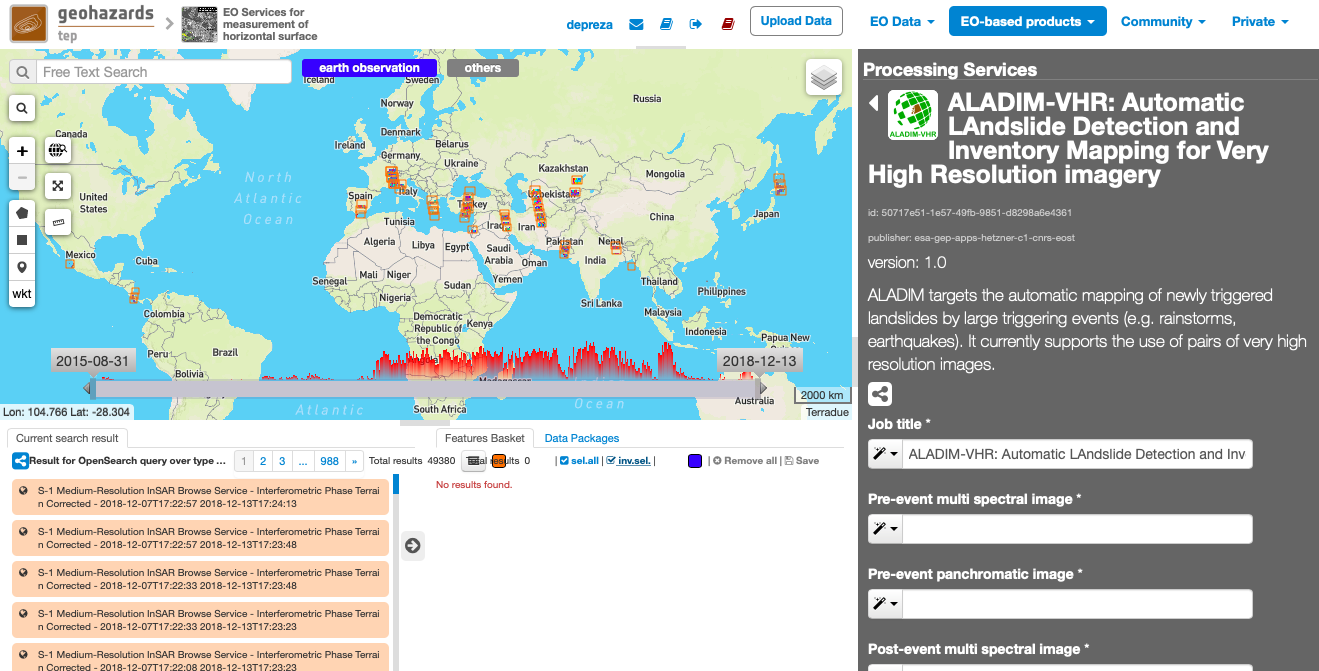 geohazards
tep
EO Services for
measurement of
horizontal surface
depreza
Upload Data
EO Data
EO-based products
Community
Private
Free Text Search
earth observation
others
Iceland
Sweden
Russia
Norway
Canada
Denmark
Ireland
Belarus
Germany
Ukraine
Kazakhstan
Mongolia
North
Atlantic
Ocean
United
States
Spain
Italy
Turkey
Uzbekistan
China
Japan
Tunisia
Iraq
Iran
Algeria
Libya
Egypt
Saudi
Arabia
Pakistan
Nepal
Mexico
Cuba
Oman
India
Mali
Niger
Yemen
Senegal
Sudan
Thailand
Philippines
wkt
Nigeria
Sri Lanka
Colombia
Malaysia
Democratic
Republic of
the Congo
Kenya
Indonesia
Papua New
2015-08-31
Peru
Brazil
2018-12-13
Bolivia
Madagascar
Indian
2000 km
Lon: 104.766 Lat: -28.304
Atlantic
South Africa
Ocean
Australia
Terradue
Current search result
Features Basket
Data Packages
Result for OpenSearch query over type ...
1
2
3
...
988
»
Total results 49380
Total results 0
| sel.all | inv.sel. |
| Remove all | Save
No results found.
S-1 Medium-Resolution InSAR Browse Service - Interferometric Phase Terrai
n Corrected - 2018-12-07T17:22:57 2018-12-13T17:24:13
S-1 Medium-Resolution InSAR Browse Service - Interferometric Phase Terrai
n Corrected - 2018-12-07T17:22:57 2018-12-13T17:23:48
S-1 Medium-Resolution InSAR Browse Service - Interferometric Phase Terrai
n Corrected - 2018-12-07T17:22:33 2018-12-13T17:23:48
S-1 Medium-Resolution InSAR Browse Service - Interferometric Phase Terrai
n Corrected - 2018-12-07T17:22:33 2018-12-13T17:23:23
S-1 Medium-Resolution InSAR Browse Service - Interferometric Phase Terrai
n Corrected - 2018-12-07T17:22:08 2018-12-13T17:23:23
Processing Services
ALADIM-VHR
ALADIM-VHR: Automatic
LAndslide Detection and
Inventory Mapping for Very
High Resolution imagery
id: 50717e51-1e57-49fb-9851-d8298a6e4361
publisher: esa-gep-apps-hetzner-c1-cnrs-eost
version: 1.0
ALADIM targets the automatic mapping of newly triggered
landslides by large triggering events (e.g. rainstorms,
earthquakes). It currently supports the use of pairs of very high
resolution images.
Job title *
ALADIM-VHR: Automatic LAndslide Detection and Inv
Pre-event multi spectral image *
Pre-event panchromatic image *
Post-event multi spectral image *